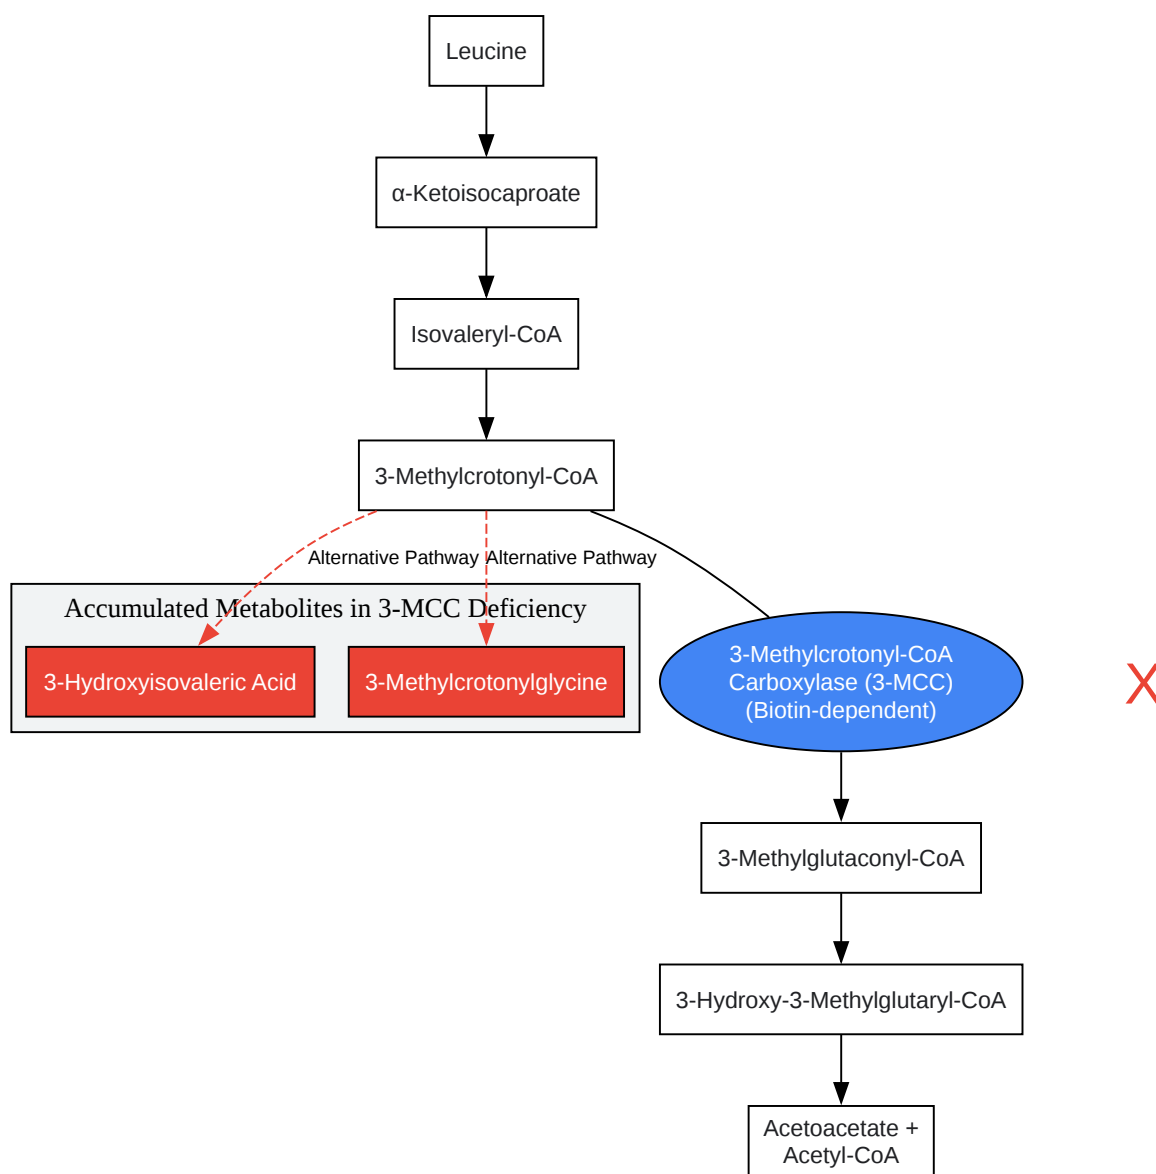 Leucine
α-Ketoisocaproate
Isovaleryl-CoA
3-Methylcrotonyl-CoA
Alternative Pathway
Alternative Pathway
Accumulated Metabolites in 3-MCC Deficiency
3-Hydroxyisovaleric Acid
3-Methylcrotonylglycine
3-Methylcrotonyl-CoA
Carboxylase (3-MCC)
(Biotin-dependent)
X
3-Methylglutaconyl-CoA
3-Hydroxy-3-Methylglutaryl-CoA
Acetoacetate +
Acetyl-CoA